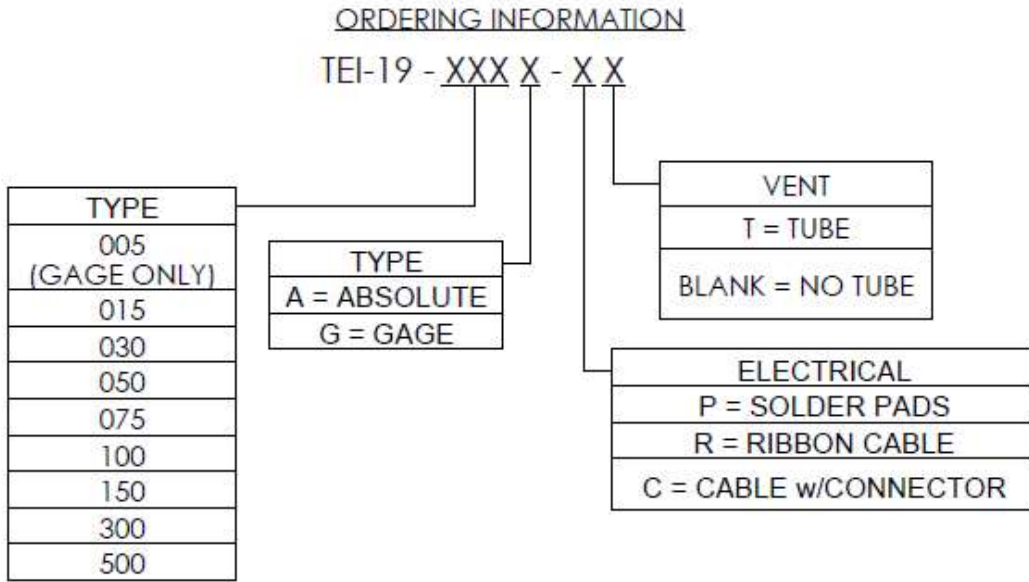 ORDERING INFORMATION
TEI-19 - XXX X - X X
TYPE
005
(GAGE ONLY)
015
030
050
075
100
150
300
500
TYPE
A = ABSOLUTE
G = GAGE
VENT
T = TUBE
BLANK = NO TUBE
ELECTRICAL
P = SOLDER PADS
R = RIBBON CABLE
C = CABLE w/CONNECTOR